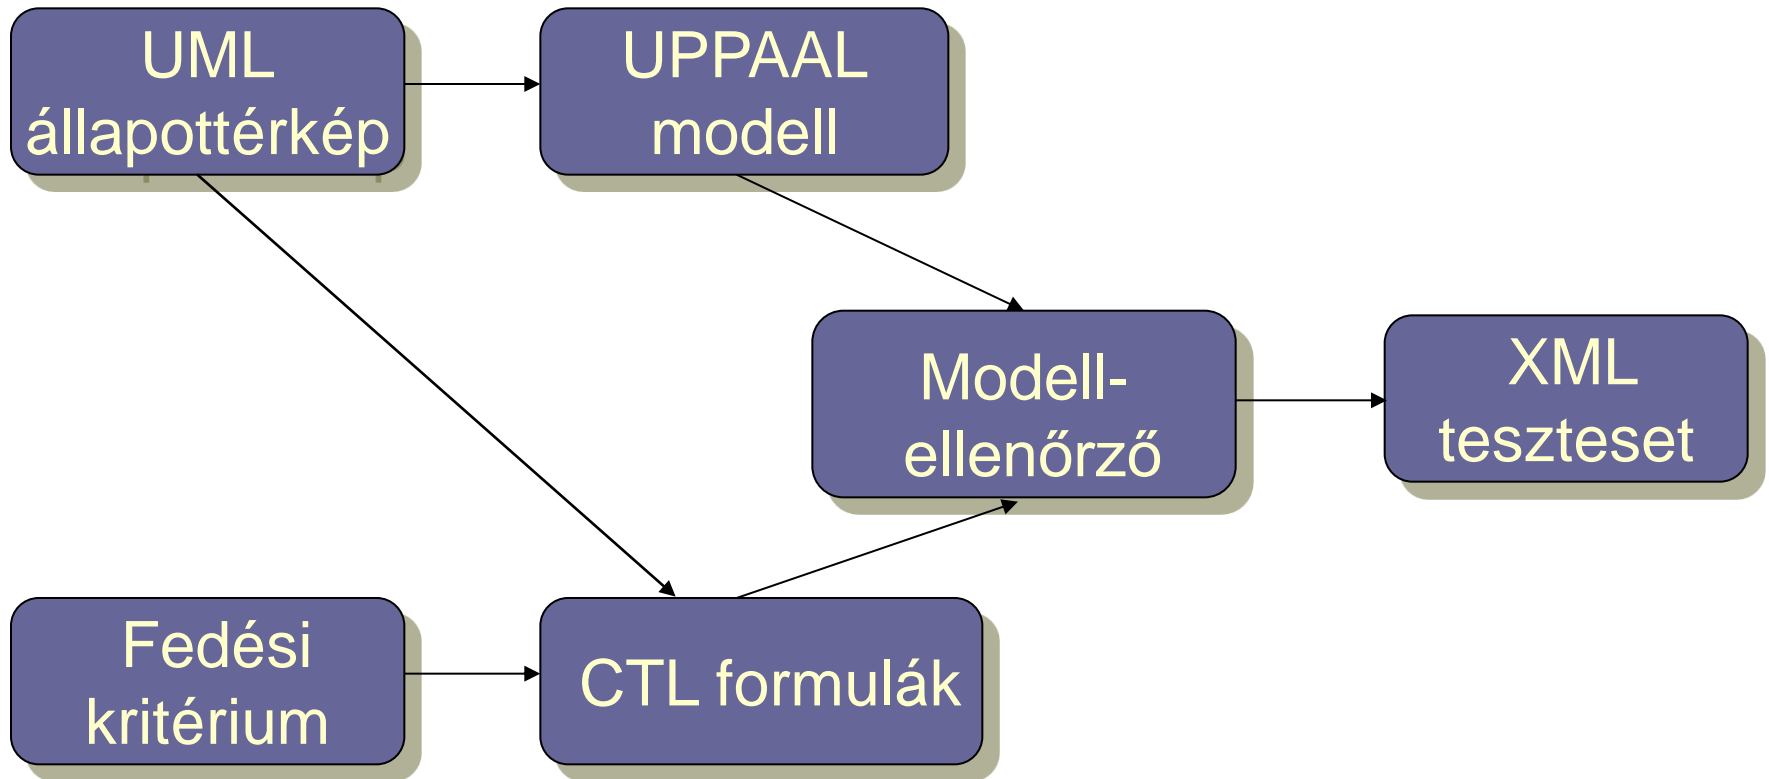 UML
állapottérkép
UPPAAL
modell
Modell-
ellenőrző
XML
teszteset
Fedési
kritérium
CTL formulák